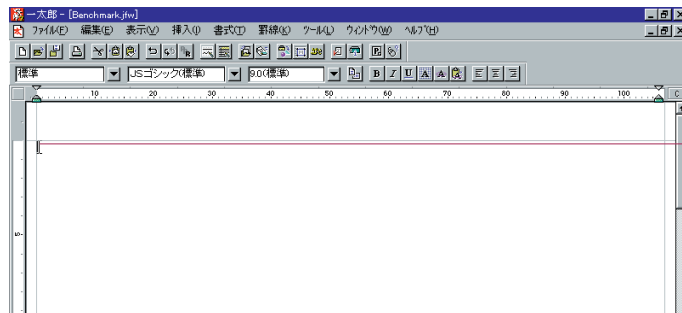 一太郎 - [Benchmark.jfw]
ファイル(F) 編集(E) 表示(V) 挿入(I) 書式(T) 罫線(K) ツール(L) ウィンドウ(W) ヘルプ(H)
標準 JSゴシック(標準) 9.0(標準) B I U A A
10 20 30 40 50 60 70 80 90 100 C
5